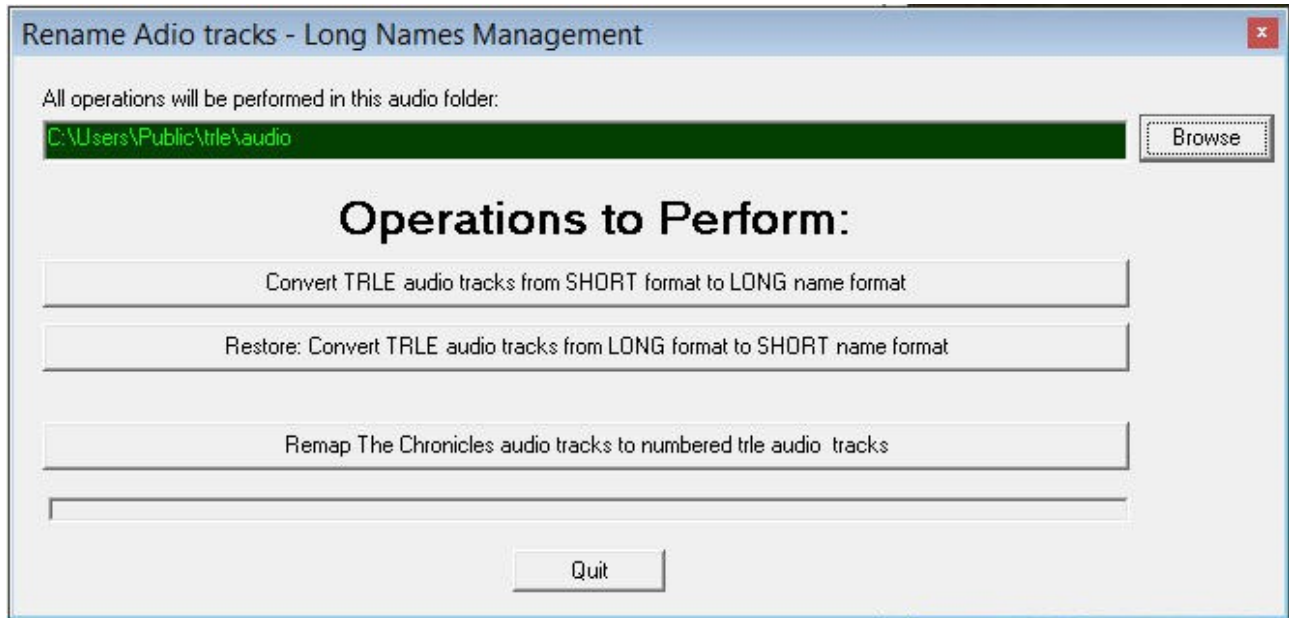 Rename Adio tracks - Long Names Management
x
All operations will be performed in this audio folder:
C:\Users\Public\trle\audio
Browse
Operations to Perform:
Convert TRLE audio tracks from SHORT format to LONG name format
Restore: Convert TRLE audio tracks from LONG format to SHORT name format
Remap The Chronicles audio tracks to numbered trle audio  tracks
Quit